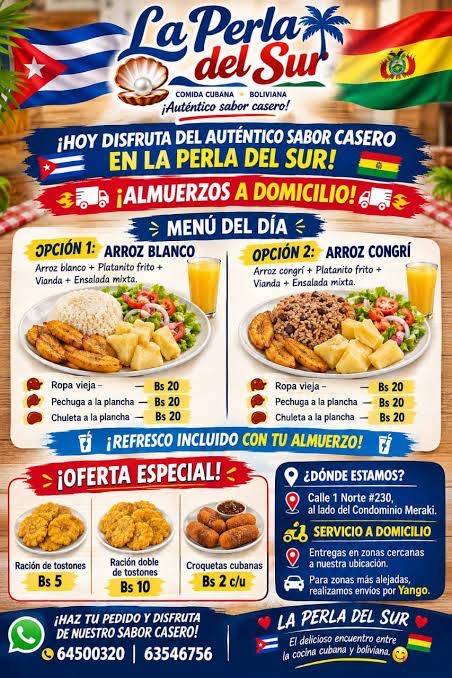 La Perla
del Sur
COMIDA CUBANA • BOLIVIANA
¡Auténtico sabor casero!
¡HOY DISFRUTA DEL AUTÉNTICO SABOR CASERO
EN LA PERLA DEL SUR!
¡ALMUERZOS A DOMICILIO!
MENÚ DEL DÍA
OPCIÓN 1: ARROZ BLANCO
Arroz blanco + Platanito frito +
Vianda + Ensalada mixta.
Ropa vieja – Bs 20
Pechuga a la plancha — Bs 20
Chuleta a la plancha — Bs 20
OPCIÓN 2: ARROZ CONGRÍ
Arroz congrí + Platanito frito +
Vianda + Ensalada mixta.
Ropa vieja — Bs 20
Pechuga a la plancha — Bs 20
Chuleta a la plancha — Bs 20
¡REFRESCO INCLUIDO CON TU ALMUERZO!
¡OFERTA ESPECIAL!
Ración de tostones
Bs 5
Ración doble
de tostones
Bs 10
Croquetas cubanas
Bs 2 c/u
¿DÓNDE ESTAMOS?
Calle 1 Norte #230,
al lado del Condominio Meraki.
SERVICIO A DOMICILIO
Entregas en zonas cercanas
a nuestra ubicación.
Para zonas más alejadas,
realizamos envíos por Yango.
¡HAZ TU PEDIDO Y DISFRUTA
DE NUESTRO SABOR CASERO!
64500320 | 63546756
LA PERLA DEL SUR
El delicioso encuentro entre
la cocina cubana y boliviana.